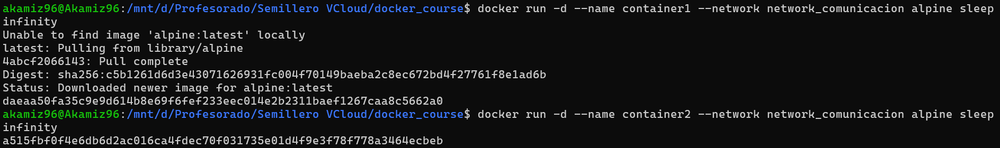 akamiz96@Akamiz96:/mnt/d/Profesorado/Semillero VCloud/docker_course$ docker run -d --name container1 --network network_comunicacion alpine sleep
infinity
Unable to find image 'alpine:latest' locally
latest: Pulling from library/alpine
4abcf2066143: Pull complete
Digest: sha256:c5b1261d6d3e43071626931fc004f70149baeba2c8ec672bd4f27761f8e1ad6b
Status: Downloaded newer image for alpine:latest
daeaa50fa35c9e9d614b8e69f6fef233eec014e2b2311baef1267caa8c5662a0
akamiz96@Akamiz96:/mnt/d/Profesorado/Semillero VCloud/docker_course$ docker run -d --name container2 --network network_comunicacion alpine sleep
infinity
a515fbf0f4e6db6d2ac016ca4fdec70f031735e01d4f9e3f78f778a3464ecbeb